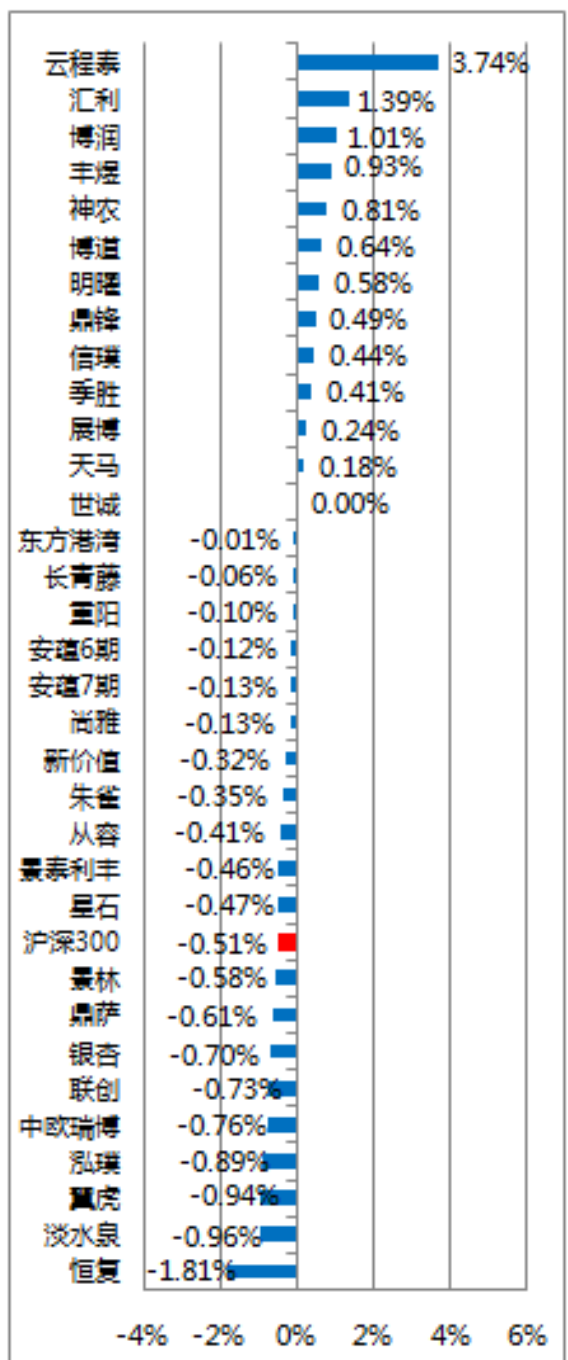 云程泰 3.74%
汇利 1.39%
博润 1.01%
丰煜 0.93%
神农 0.81%
博道 0.64%
明曜 0.58%
鼎锋 0.49%
信璞 0.44%
季胜 0.41%
展博 0.24%
天马 0.18%
世诚 0.00%
东方港湾 -0.01%
长青藤 -0.06%
重阳 -0.10%
安蕴6期 -0.12%
安蕴7期 -0.13%
尚雅 -0.13%
新价值 -0.32%
朱雀 -0.35%
从容 -0.41%
景泰利丰 -0.46%
星石 -0.47%
沪深300 -0.51%
景林 -0.58%
鼎萨 -0.61%
银杏 -0.70%
联创 -0.73%
中欧瑞博 -0.76%
泓璞 -0.89%
翼虎 -0.94%
淡水泉 -0.96%
恒复 -1.81%
-4% -2% 0% 2% 4% 6%